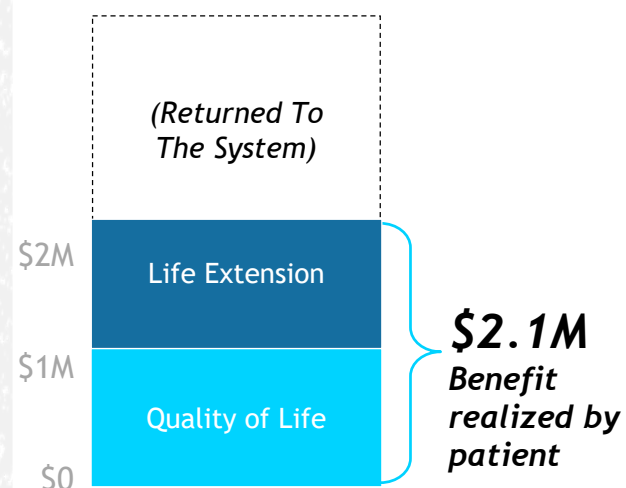 (Returned To
The System)
$2M
Life Extension
$2.1M
Benefit
realized by
patient
$1M
Quality of Life
$0